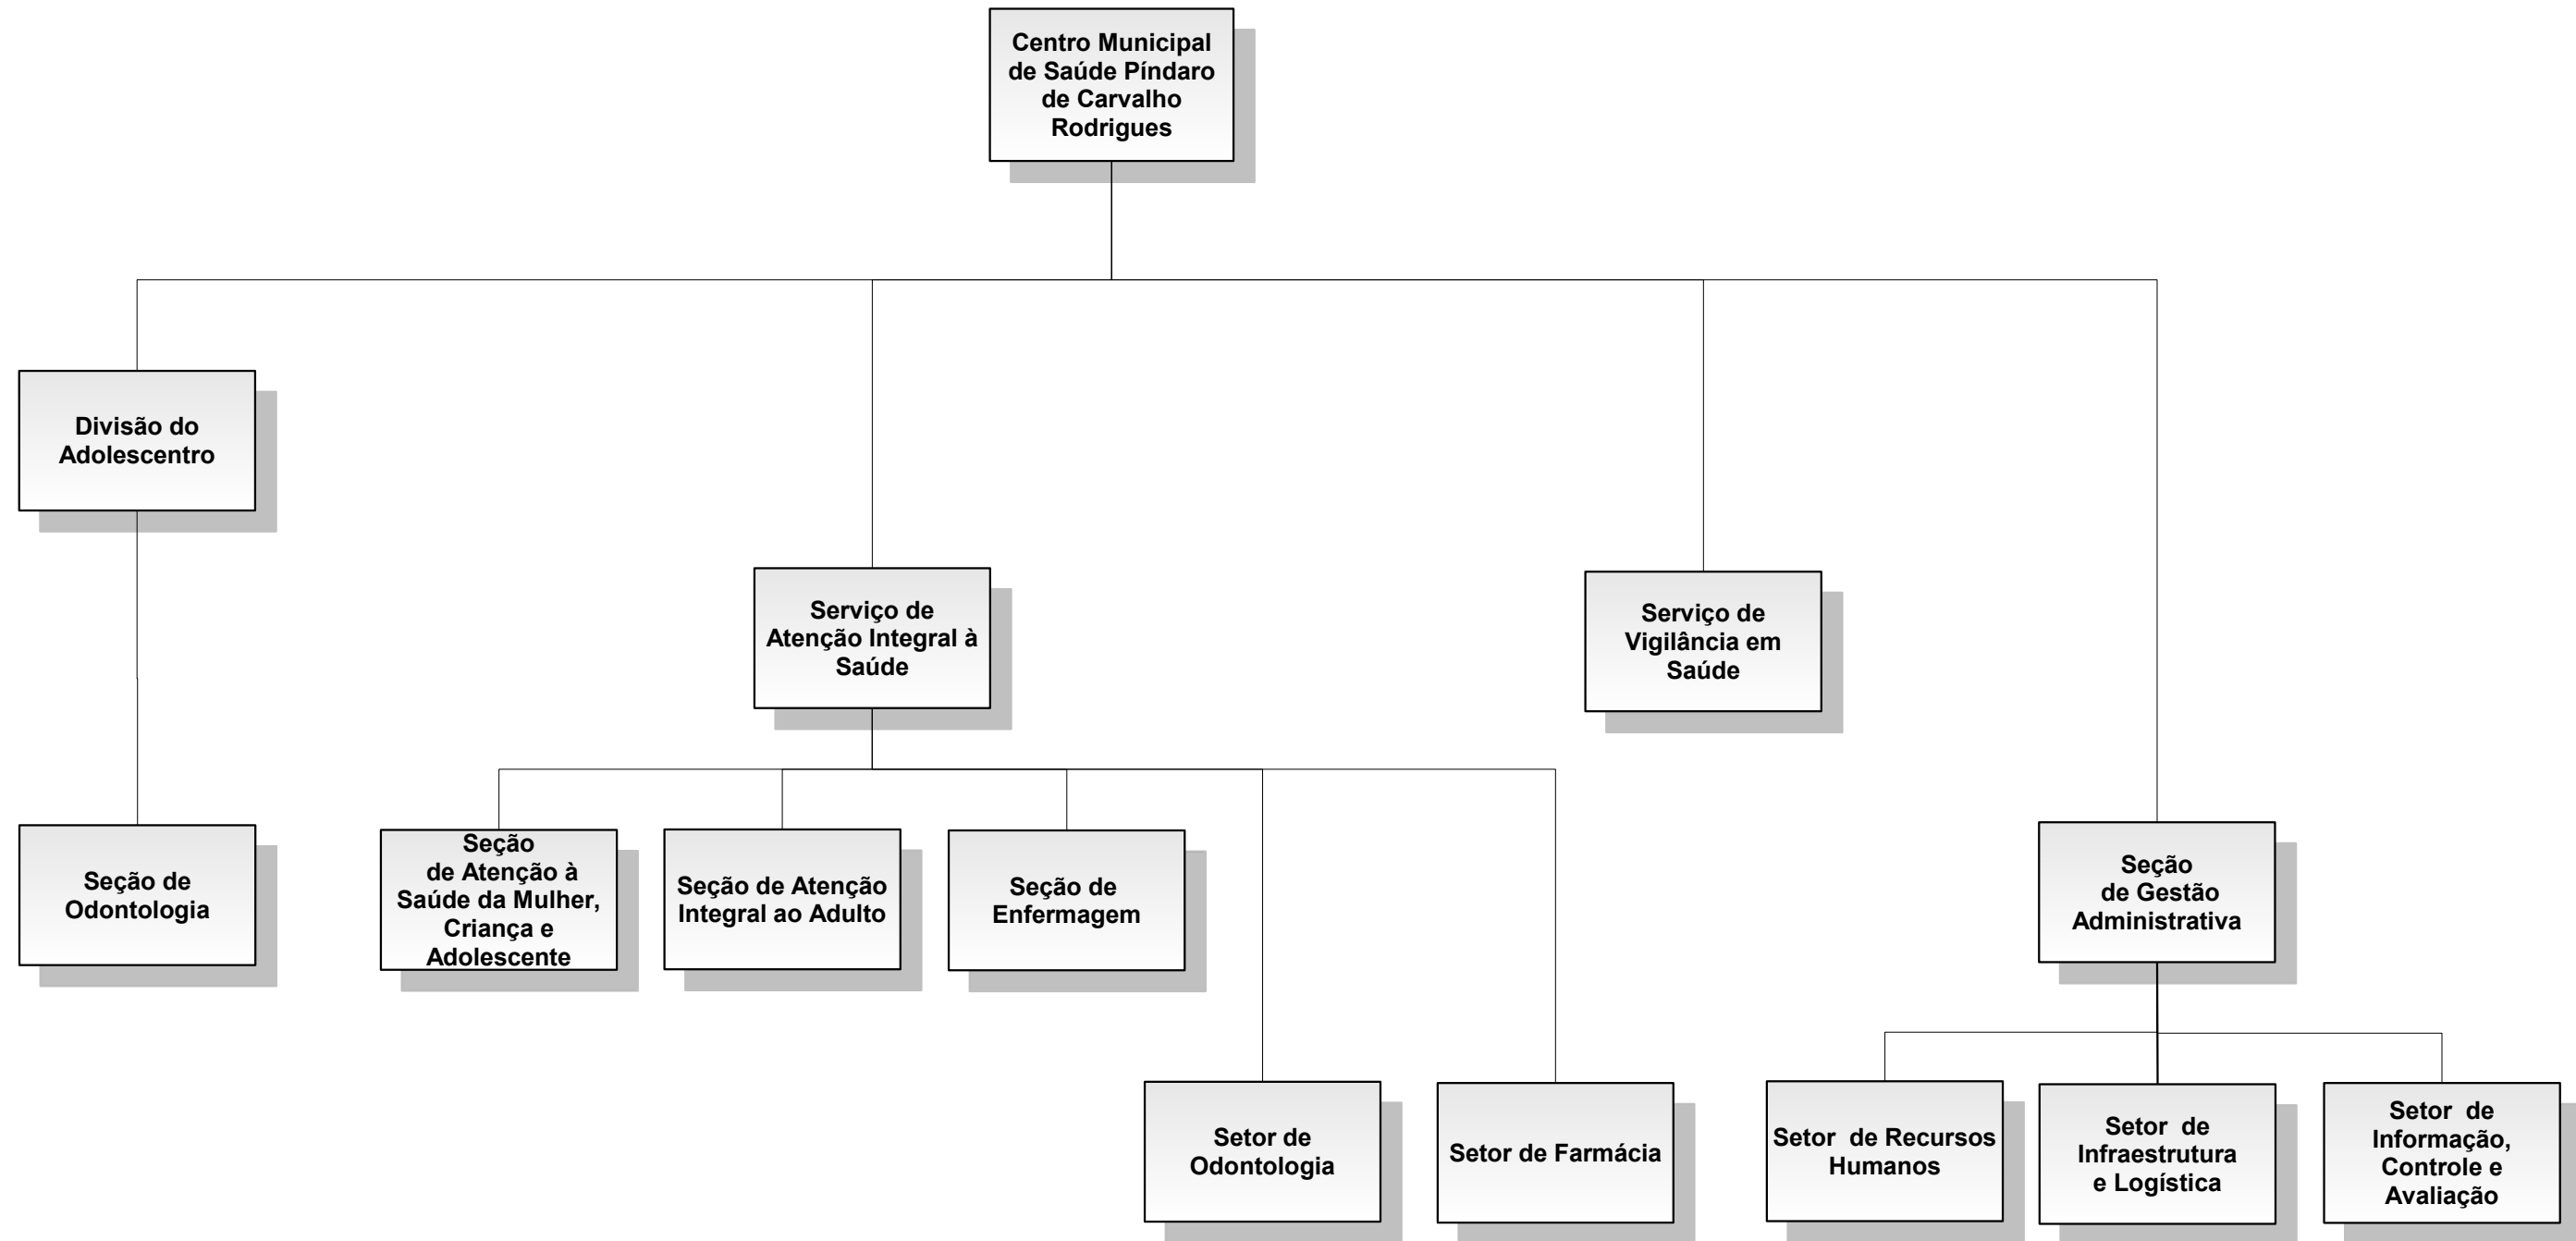 Centro Municipal
de Saúde Píndaro
de Carvalho
Rodrigues
Divisão do
Adolescentro
Serviço de
Atenção Integral à
Saúde
Serviço de
Vigilância em
Saúde
Seção de
Odontologia
Seção
de Atenção à
Saúde da Mulher,
Criança e
Adolescente
Seção de Atenção
Integral ao Adulto
Seção de
Enfermagem
Seção
de Gestão
Administrativa
Setor de
Odontologia
Setor de Farmácia
Setor  de Recursos
Humanos
Setor  de
Infraestrutura
e Logística
Setor  de
Informação,
Controle e
Avaliação